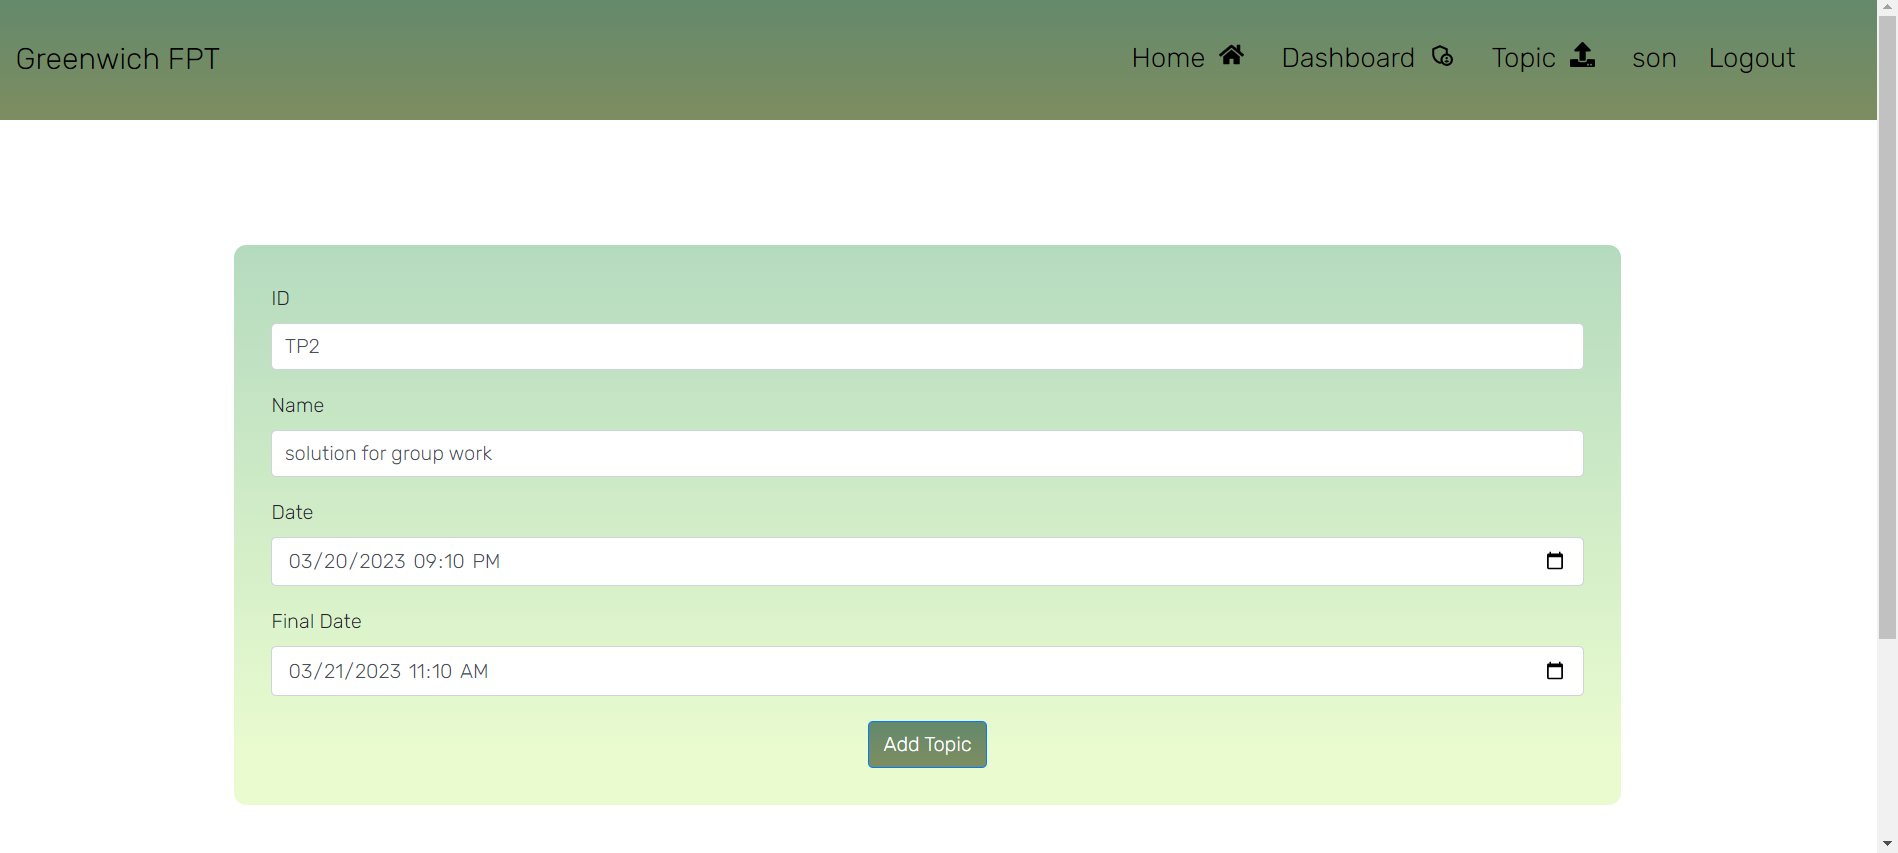 Greenwich FPT
Home Dashboard Topic son Logout
ID
TP2
Name
solution for group work
Date
03/20/2023 09:10 PM
Final Date
03/21/2023 11:10 AM
Add Topic